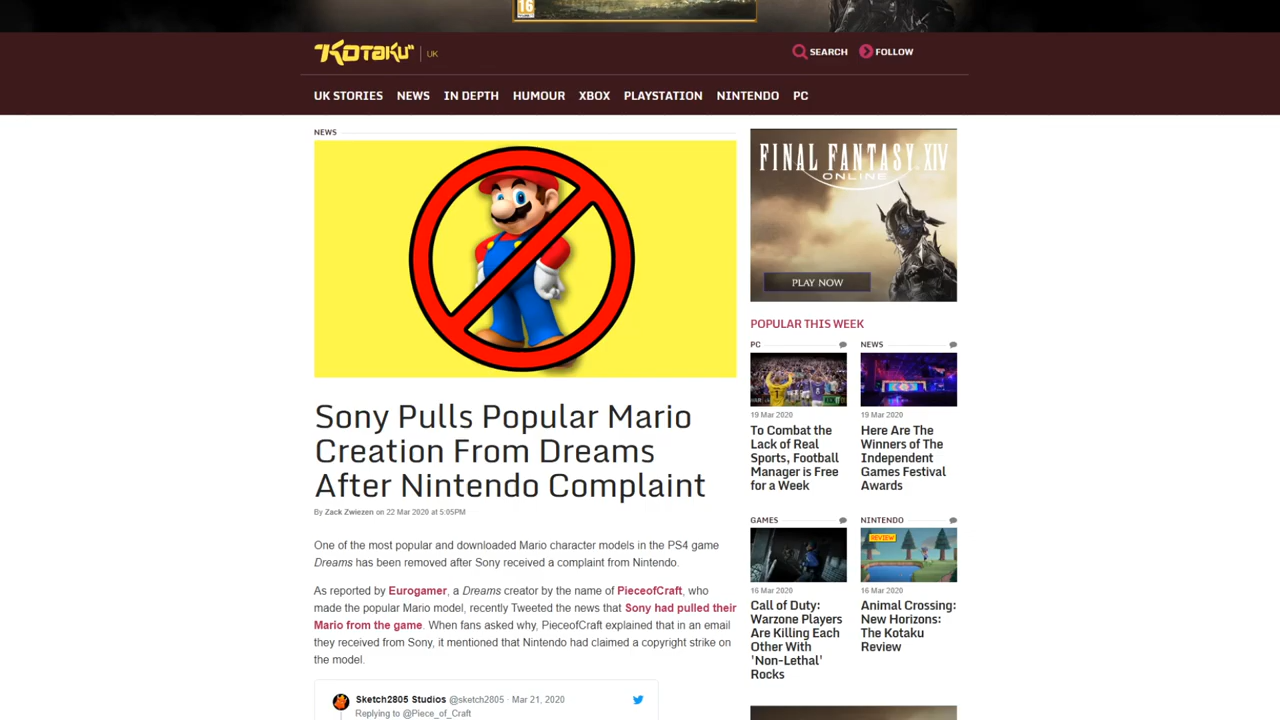 16
KOTAKU UK
SEARCH
FOLLOW
UK STORIES NEWS IN DEPTH HUMOUR XBOX PLAYSTATION NINTENDO PC
NEWS
Sony Pulls Popular Mario
Creation From Dreams
After Nintendo Complaint
By Zack Zwiezen on 22 Mar 2020 at 5:05PM
One of the most popular and downloaded Mario character models in the PS4 game
Dreams has been removed after Sony received a complaint from Nintendo.
As reported by Eurogamer, a Dreams creator by the name of PieceofCraft, who
made the popular Mario model, recently Tweeted the news that Sony had pulled their
Mario from the game. When fans asked why, PieceofCraft explained that in an email
they received from Sony, it mentioned that Nintendo had claimed a copyright strike on
the model.
Sketch2805 Studios @sketch2805 · Mar 21, 2020
Replying to @Piece_of_Craft
FINAL FANTASY XIV
ONLINE
PLAY NOW
POPULAR THIS WEEK
PC
19 Mar 2020
To Combat the
Lack of Real
Sports, Football
Manager is Free
for a Week
NEWS
19 Mar 2020
Here Are The
Winners of The
Independent
Games Festival
Awards
GAMES
16 Mar 2020
Call of Duty:
Warzone Players
Are Killing Each
Other With
'Non-Lethal'
Rocks
NINTENDO
REVIEW
16 Mar 2020
Animal Crossing:
New Horizons:
The Kotaku
Review